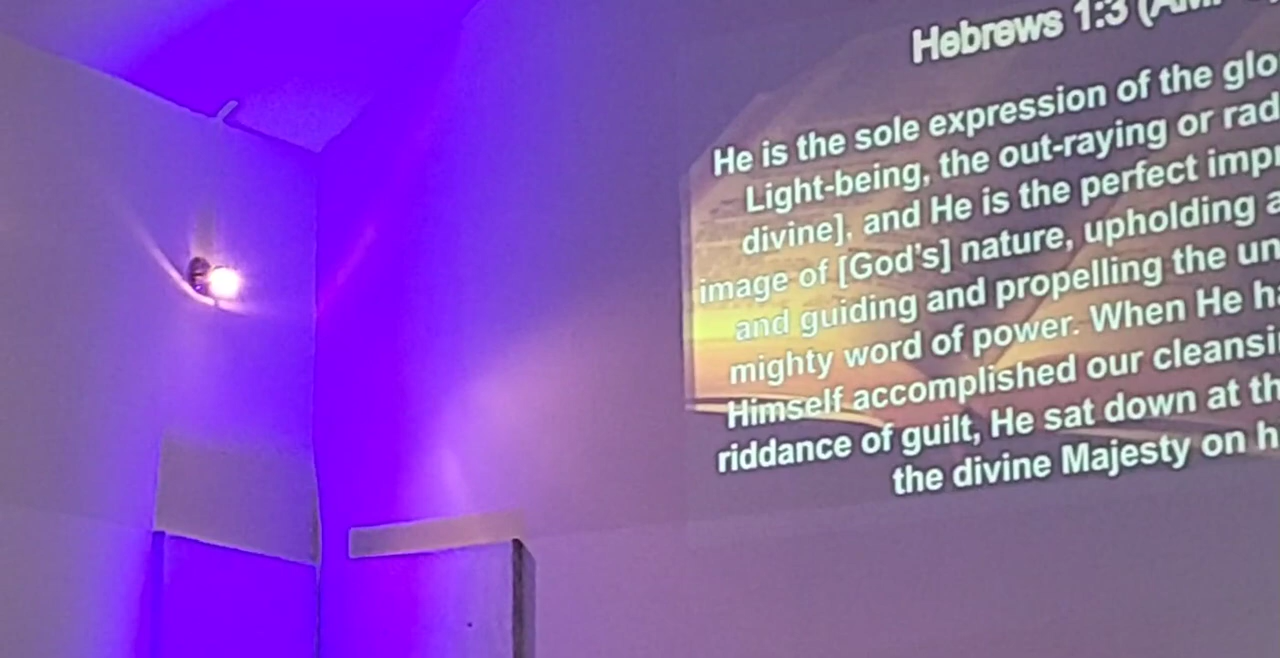 Hebrews 1:3
He is the sole expression of the
Light-being, the out-raying or
divine], and He is the perfect
image of [God's] nature, upholding
and guiding and propelling the
mighty word of power. When He
Himself accomplished our
riddance of guilt, He sat down at
the divine Majesty on